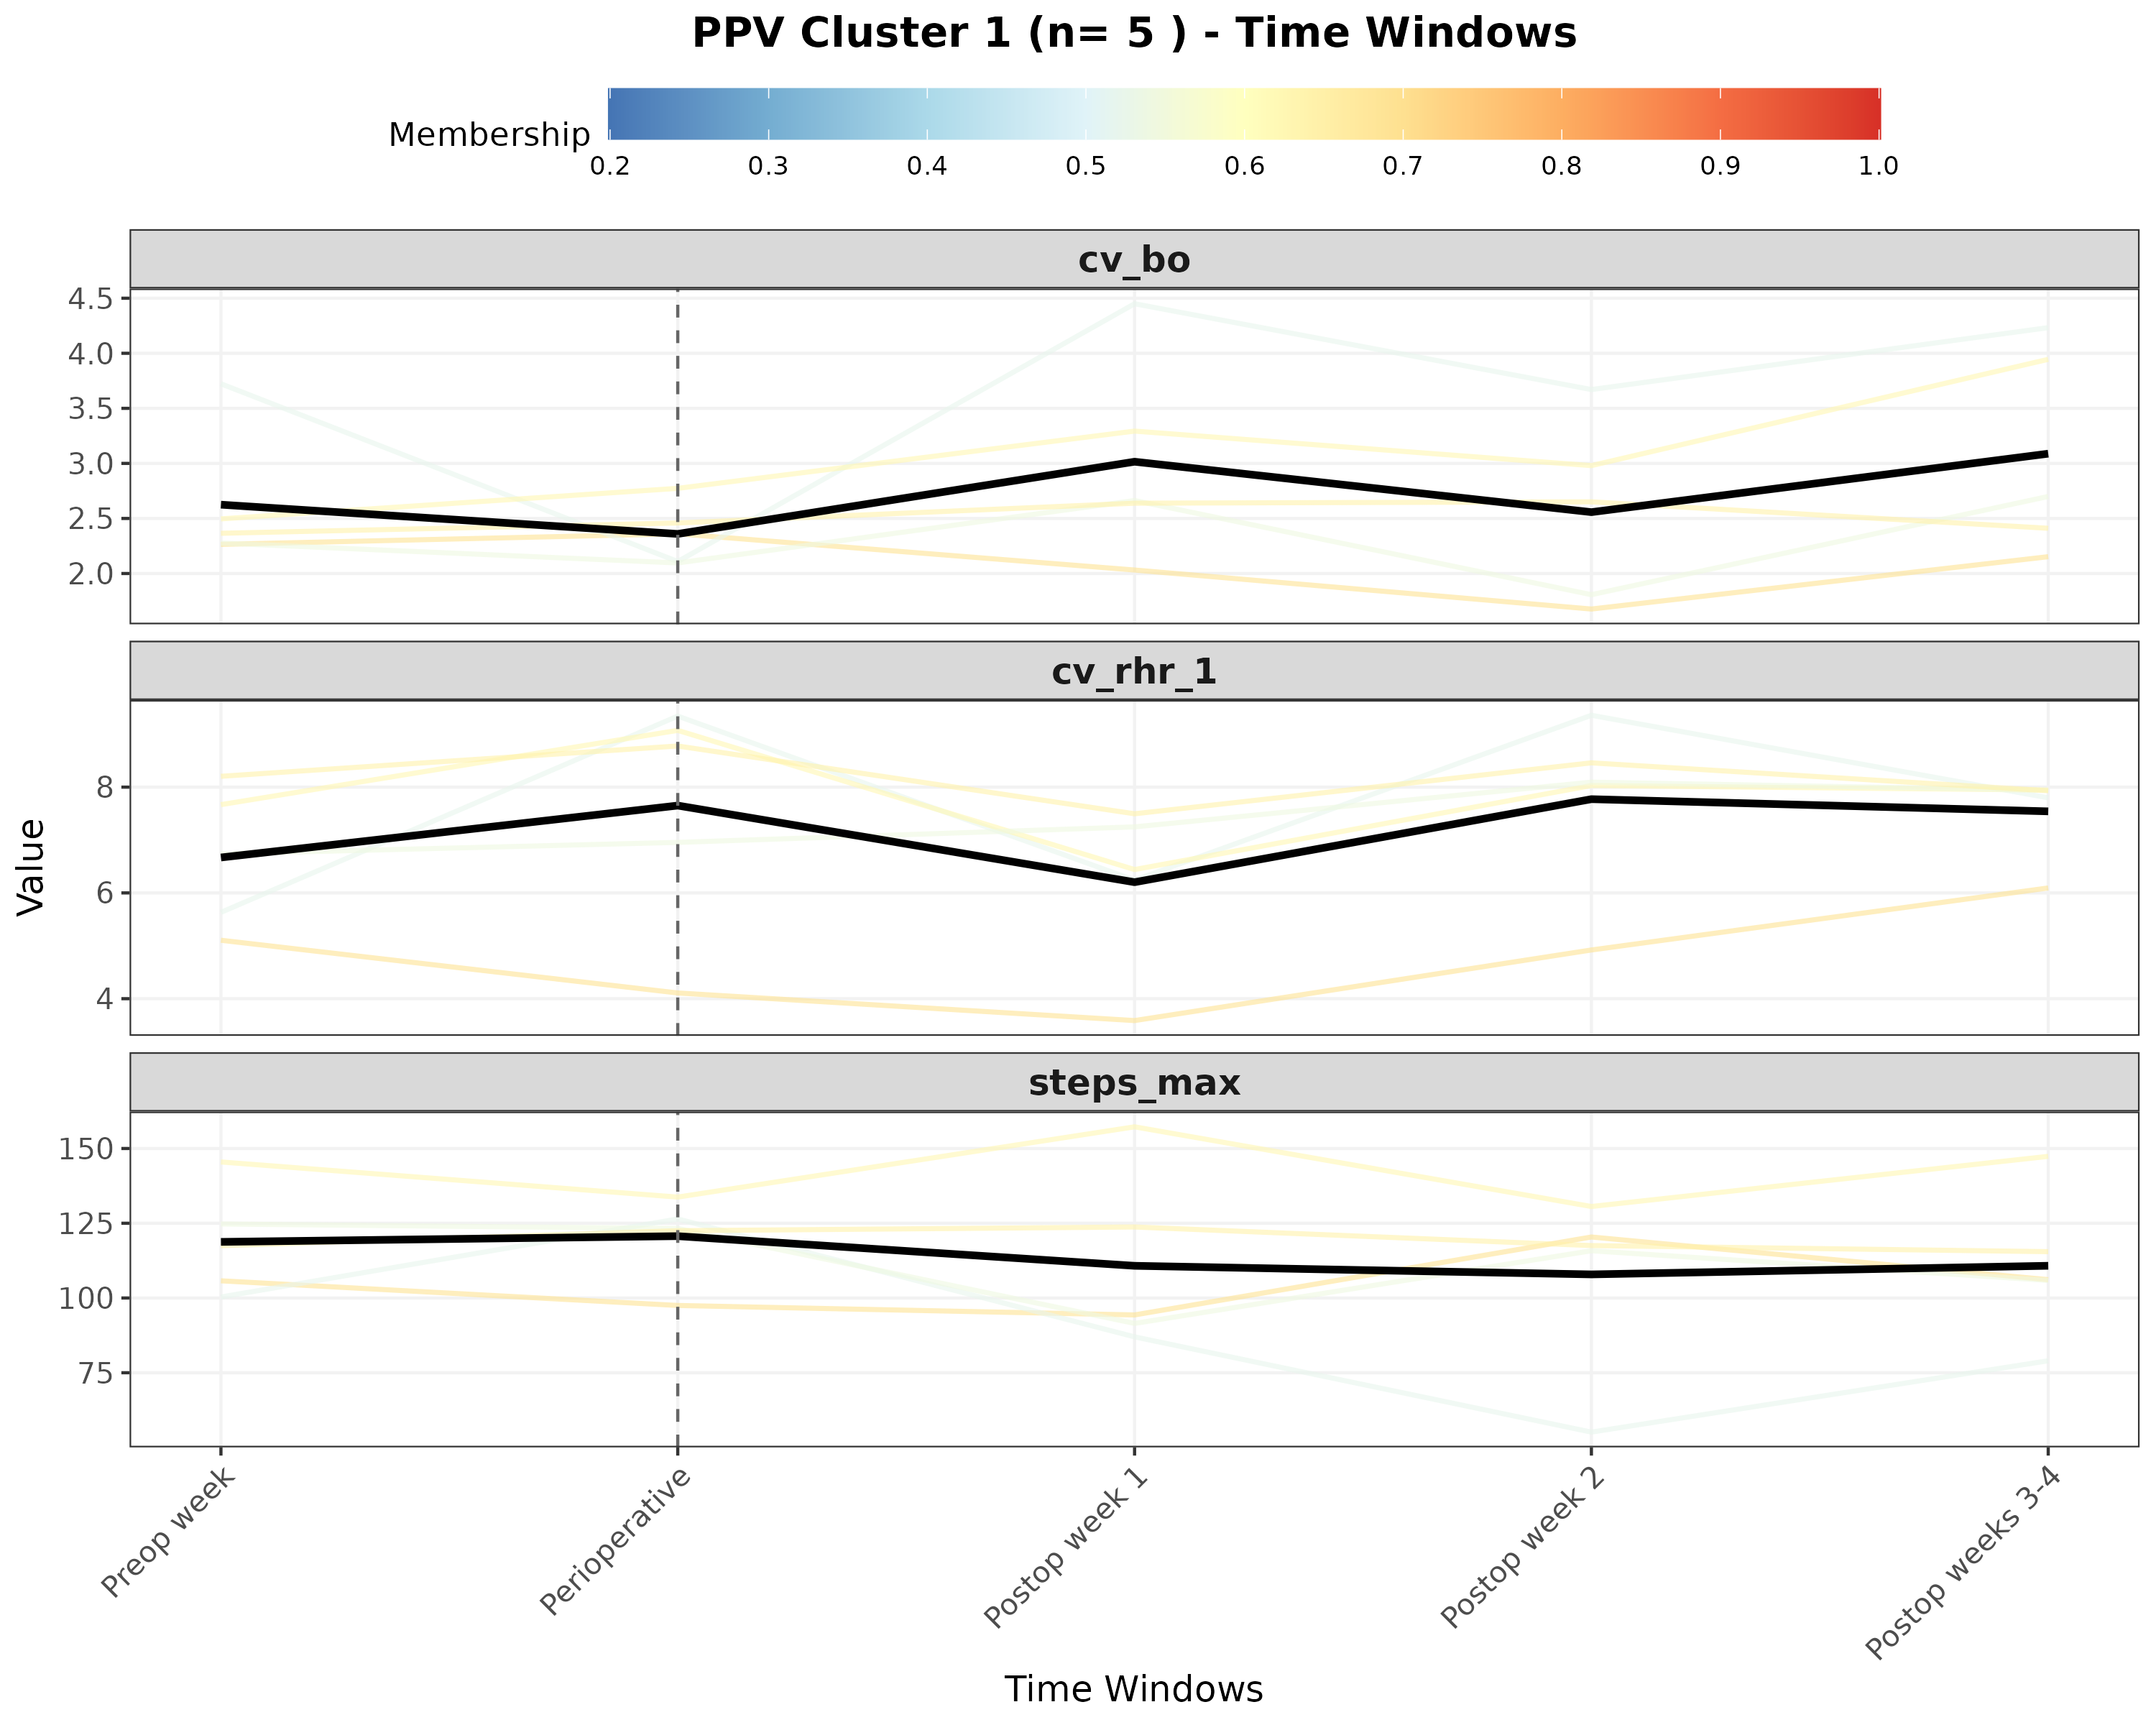 PPV Cluster 1 (n= 5 ) - Time Windows
Membership
0.2 0.3 0.4 0.5 0.6 0.7 0.8 0.9 1.0
cv_bo
4.5
4.0
3.5
3.0
2.5
2.0
cv_rhr_1
8
6
4
Value
steps_max
150
125
100
75
Preop week
Perioperative
Postop week 1
Postop week 2
Postop weeks 3-4
Time Windows